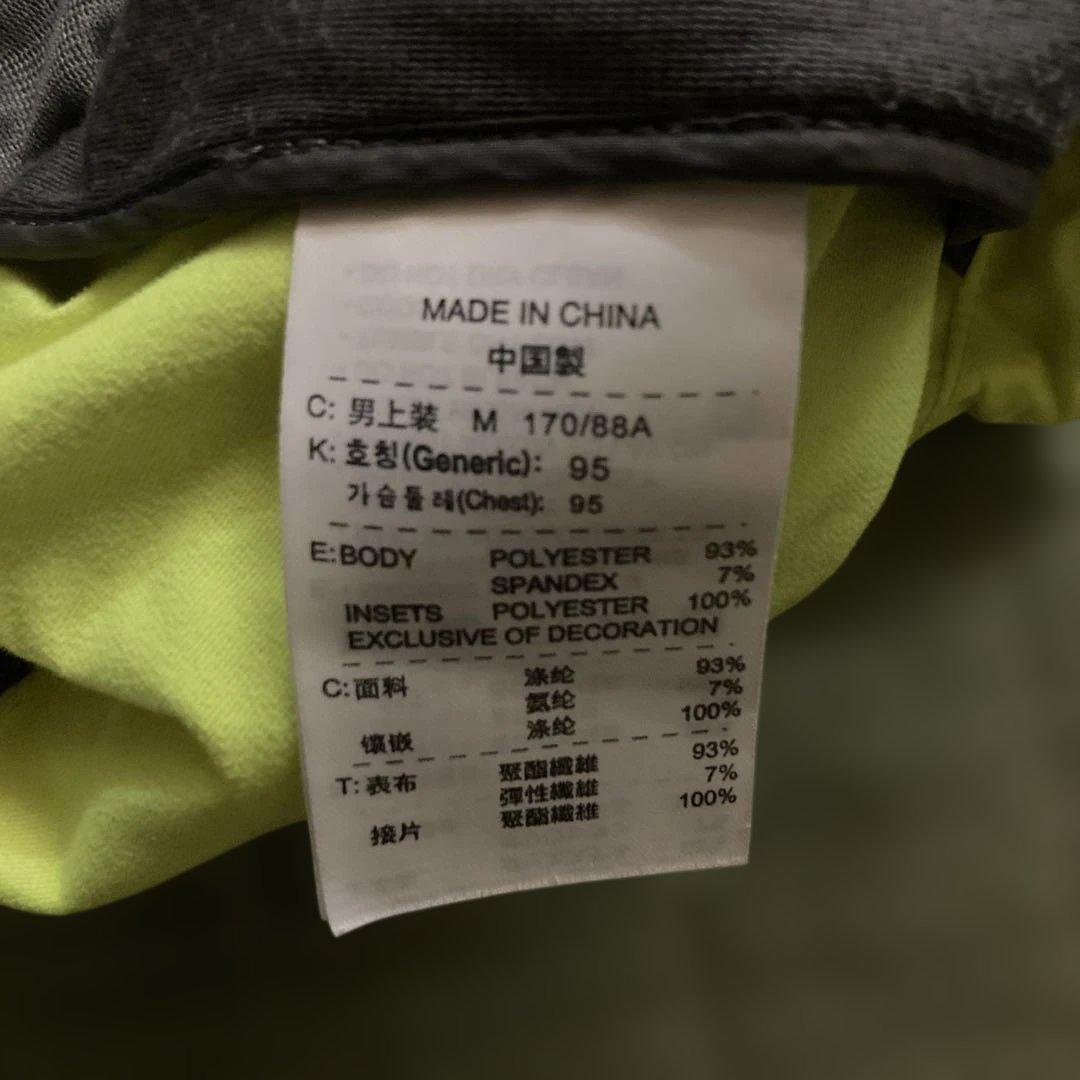 MADE IN CHINA
中国製
C: 男上装 M 170/88A
K: 호칭(Generic): 95
가슴둘레(Chest): 95
E: BODY POLYESTER 93%
SPANDEX 7%
INSETS POLYESTER 100%
EXCLUSIVE OF DECORATION
C: 面料 涤纶 93%
氨纶 7%
镶嵌 涤纶 100%
T: 表布 聚酯纖維 93%
彈性纖維 7%
接片 聚酯纖維 100%